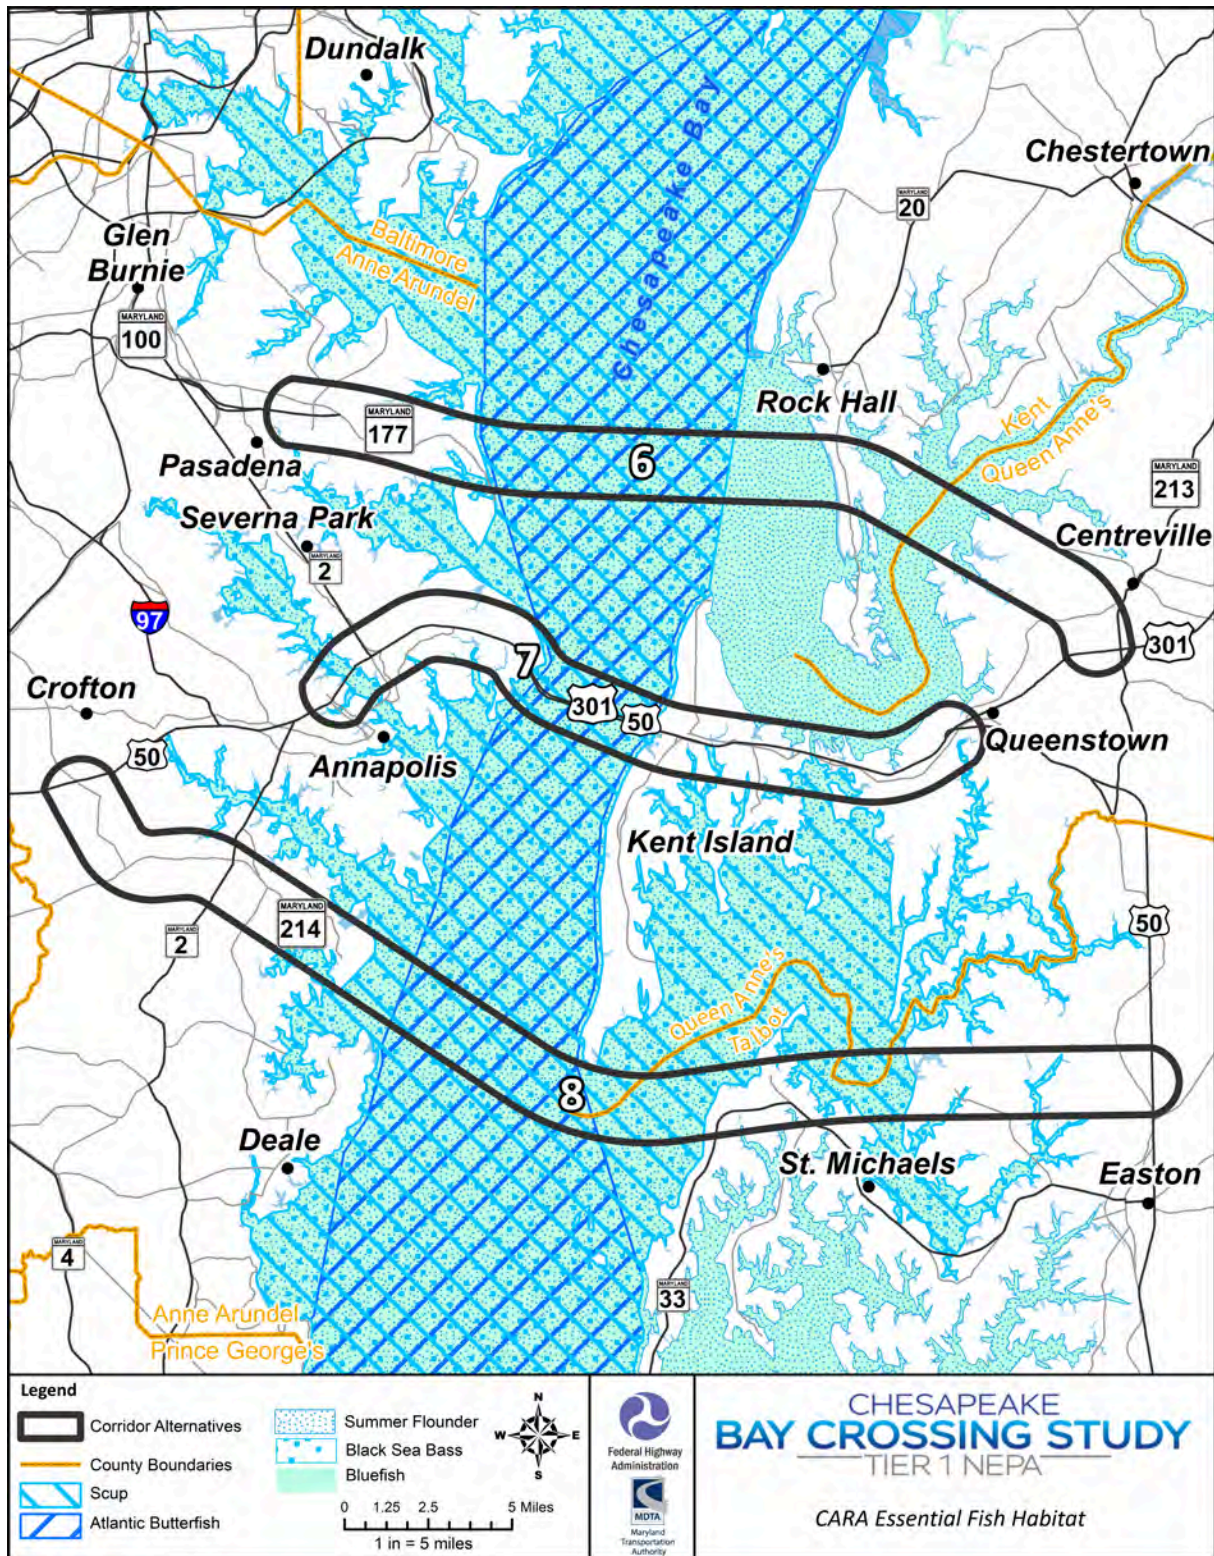 Dundalk
Chesapeake Bay
Chestertown
MARYLAND
20
Glen
Burnie
Baltimore
Anne Arundel
MARYLAND
100
Rock Hall
Kent
Queen Anne's
MARYLAND
177
Pasadena
6
MARYLAND
213
Severna Park
MARYLAND
2
Centreville
97
7
301
Crofton
301
50
50
Annapolis
Queenstown
Kent Island
MARYLAND
214
MARYLAND
2
50
Queen Anne's
Talbot
8
Deale
St. Michaels
Easton
MARYLAND
4
MARYLAND
33
Anne Arundel
Prince George's
Legend
Corridor Alternatives
County Boundaries
Scup
Atlantic Butterfish
Summer Flounder
Black Sea Bass
Bluefish
N
W
E
S
0 1.25 2.5 5 Miles
1 in = 5 miles
Federal Highway
Administration
MDTA
Maryland
Transportation
Authority
CHESAPEAKE
BAY CROSSING STUDY
TIER 1 NEPA
CARA Essential Fish Habitat